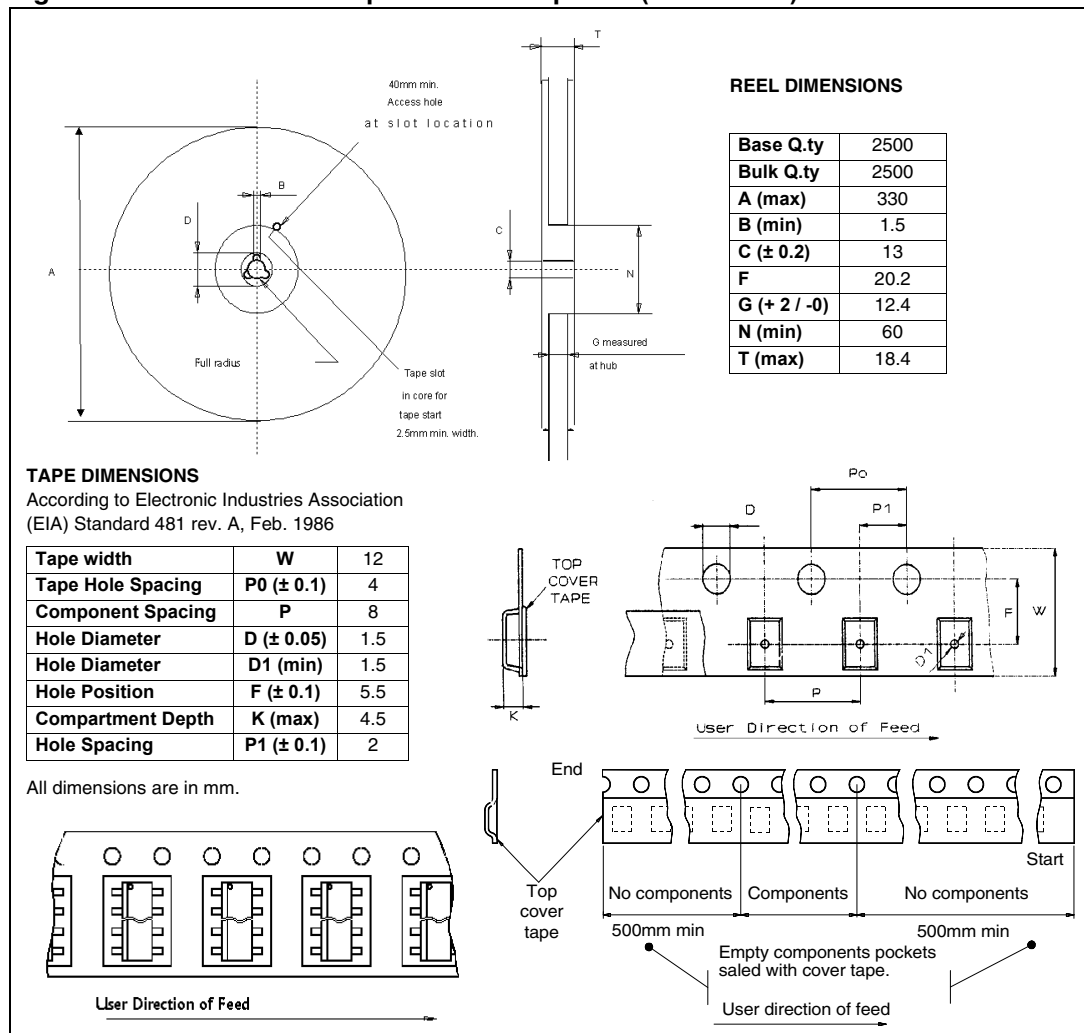 T
40mm min.
Access hole
at slot location
B
D
C
A
N
Full radius
G measured
at hub
Tape slot
in core for
tape start
2.5mm min. width.
REEL DIMENSIONS
Base Q.ty 2500
Bulk Q.ty 2500
A (max) 330
B (min) 1.5
C (± 0.2) 13
F 20.2
G (+ 2 / -0) 12.4
N (min) 60
T (max) 18.4
TAPE DIMENSIONS
According to Electronic Industries Association
(EIA) Standard 481 rev. A, Feb. 1986
Tape width W 12
Tape Hole Spacing P0 (± 0.1) 4
Component Spacing P 8
Hole Diameter D (± 0.05) 1.5
Hole Diameter D1 (min) 1.5
Hole Position F (± 0.1) 5.5
Compartment Depth K (max) 4.5
Hole Spacing P1 (± 0.1) 2
All dimensions are in mm.
Po
D
P1
TOP
COVER
TAPE
F
W
D1
K
P
User Direction of Feed
End
Start
Top
cover
tape
No components
Components
No components
500mm min
500mm min
Empty components pockets
saled with cover tape.
User direction of feed
User Direction of Feed